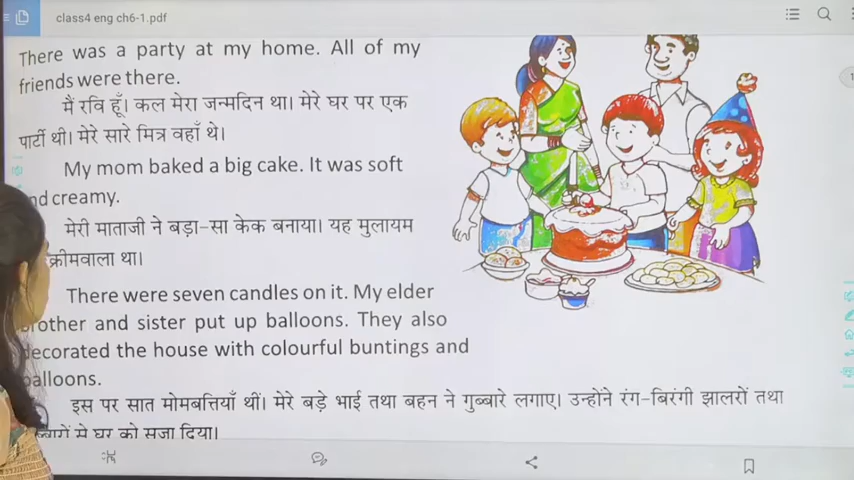 class4 eng ch6-1.pdf
There was a party at my home. All of my
friends were there.
मैं रवि हूँ। कल मेरा जन्मदिन था। मेरे घर पर एक
पार्टी थी। मेरे सारे मित्र वहाँ थे।
My mom baked a big cake. It was soft
nd creamy.
मेरी माताजी ने बड़ा-सा केक बनाया। यह मुलायम
क्रीमवाला था।
There were seven candles on it. My elder
brother and sister put up balloons. They also
decorated the house with colourful buntings and
balloons.
इस पर सात मोमबत्तियाँ थीं। मेरे बड़े भाई तथा बहन ने गुब्बारे लगाए। उन्होंने रंग-बिरंगी झालरों तथा
से घर को सजा दिया।